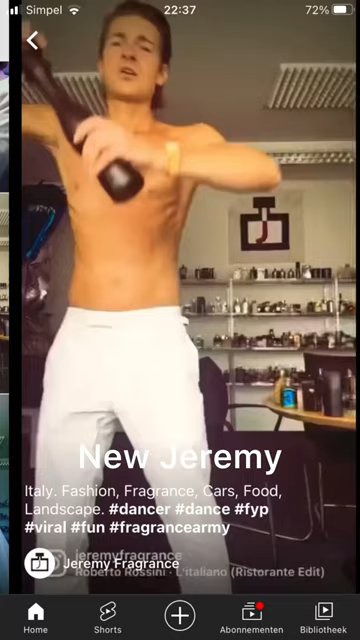 Simpel
22:37
72%
New Jeremy
Italy. Fashion, Fragrance, Cars, Food,
Landscape. #dancer #dance #fyp
#viral #fun #fragrancearmy
jeremyfragrance
Jeremy Fragrance
Roberto Rossini · L'italiano (Ristorante Edit)
Home
Shorts
Abonnementen
Bibliotheek